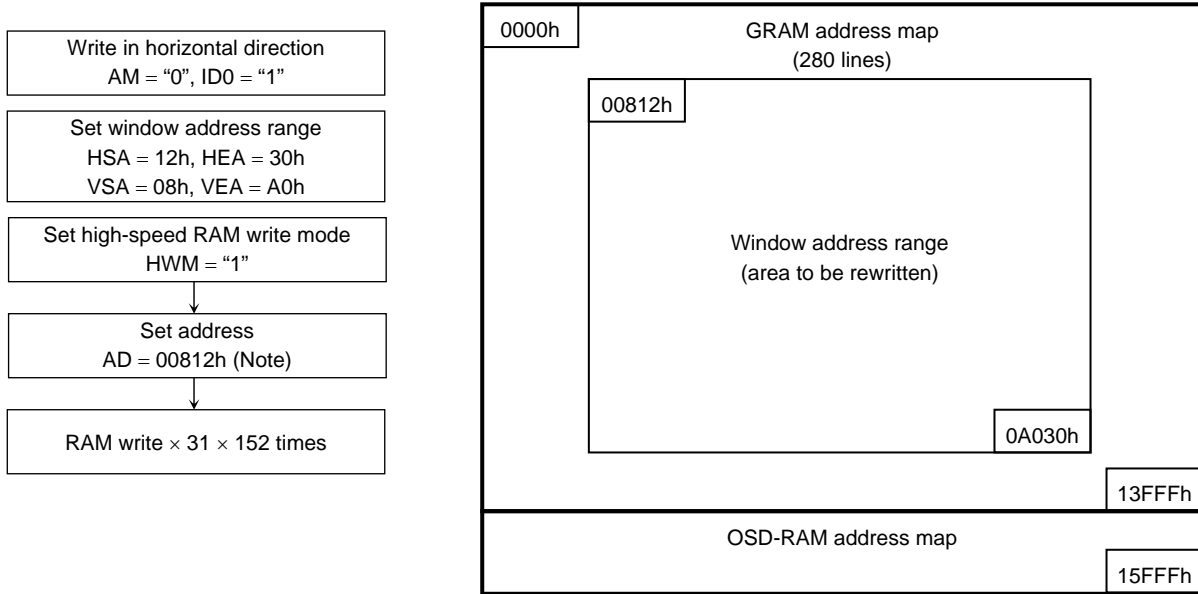 Write in horizontal direction
AM = “0”, ID0 = “1”
Set window address range
HSA = 12h, HEA = 30h
VSA = 08h, VEA = A0h
Set high-speed RAM write mode
HWM = “1”
Set address
AD = 00812h (Note)
RAM write × 31 × 152 times
0000h
GRAM address map
(280 lines)
00812h
Window address range
(area to be rewritten)
0A030h
13FFFh
OSD-RAM address map
15FFFh